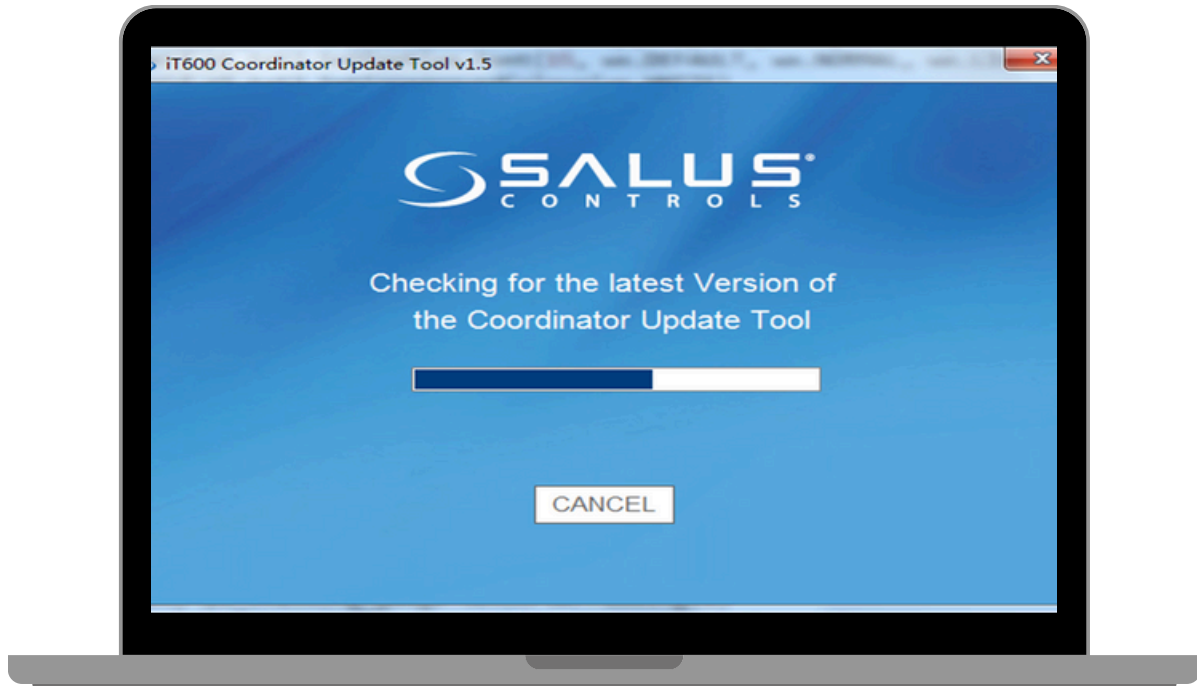 iT600 Coordinator Update Tool v1.5
SALUS®
CONTROLS
Checking for the latest Version of
the Coordinator Update Tool
CANCEL